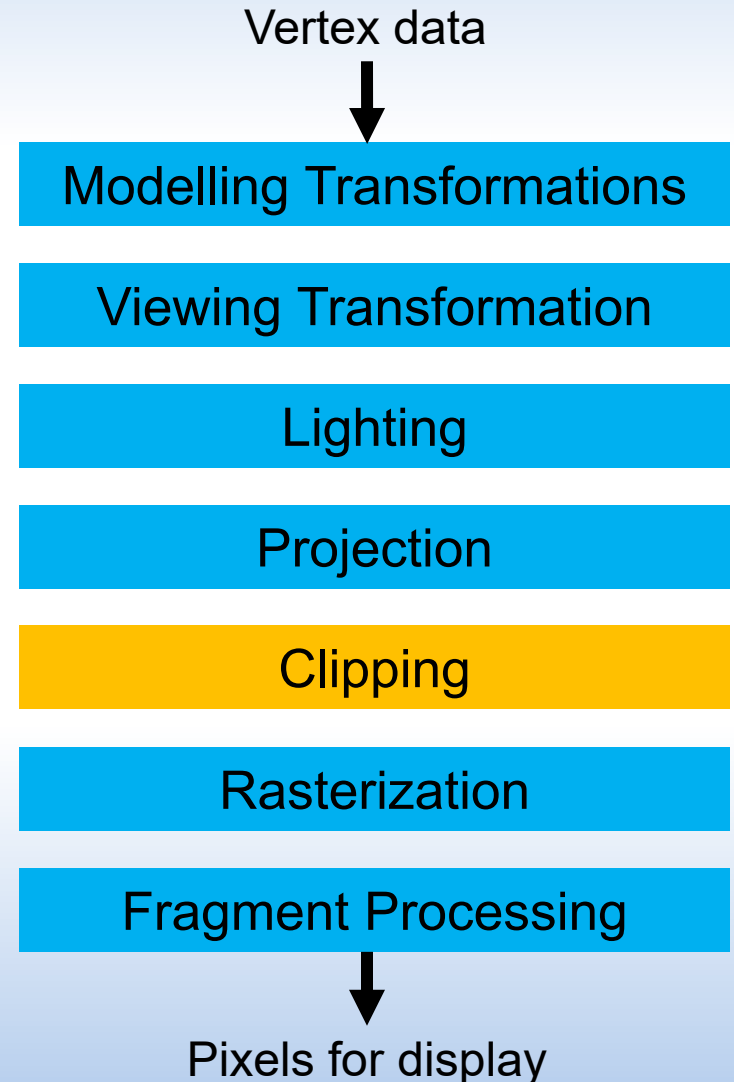 Vertex data
Modelling Transformations
Viewing Transformation
Lighting
Projection
Clipping
Rasterization
Fragment Processing
Pixels for display